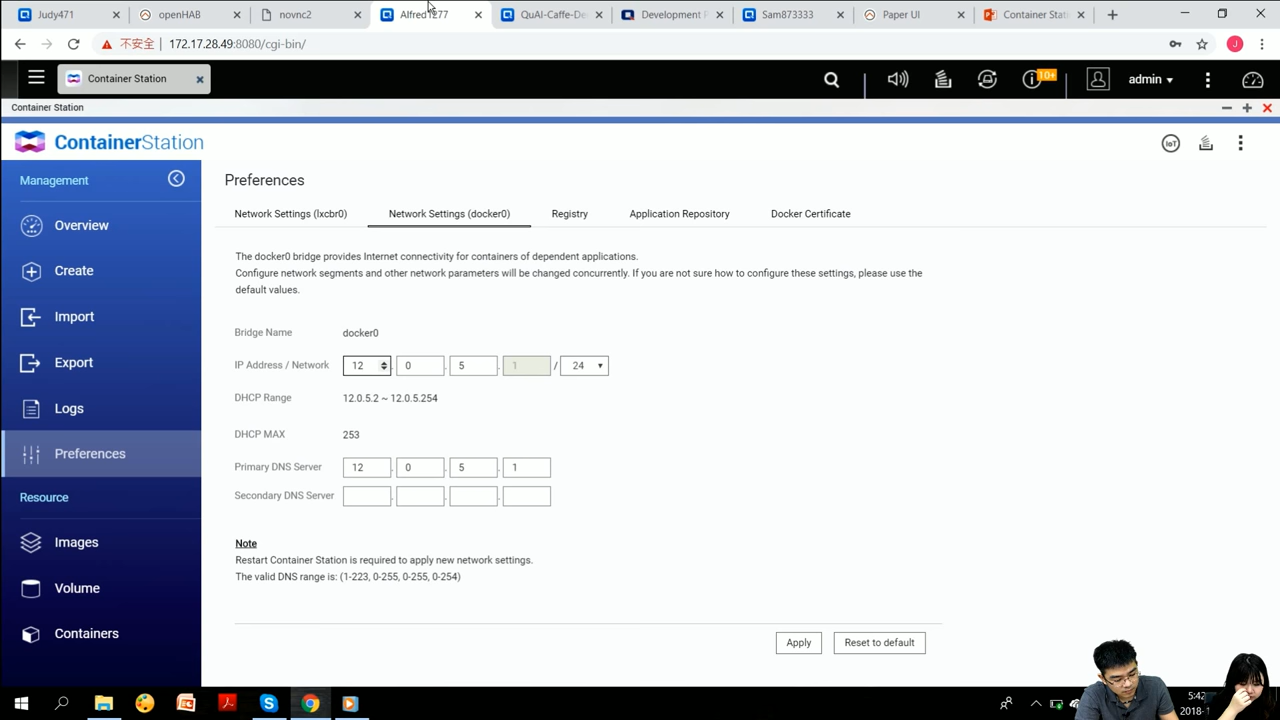 Judy471
openHAB
novnc2
Alfred1277
QuAI-Caffe-De
Development P
Sam873333
Paper UI
Container Stati
不安全
172.17.28.49:8080/cgi-bin/
J
Container Station
10+
admin
Container Station
ContainerStation
IoT
Management
Overview
Create
Import
Export
Logs
Preferences
Resource
Images
Volume
Containers
Preferences
Network Settings (lxcbr0)
Network Settings (docker0)
Registry
Application Repository
Docker Certificate
The docker0 bridge provides Internet connectivity for containers of dependent applications.
Configure network segments and other network parameters will be changed concurrently. If you are not sure how to configure these settings, please use the
default values.
Bridge Name docker0
IP Address / Network 12 . 0 . 5 . 1 / 24
DHCP Range 12.0.5.2 ~ 12.0.5.254
DHCP MAX 253
Primary DNS Server 12 . 0 . 5 . 1
Secondary DNS Server . . .
Note
Restart Container Station is required to apply new network settings.
The valid DNS range is: (1-223, 0-255, 0-255, 0-254)
Apply
Reset to default
5:42
2018-1